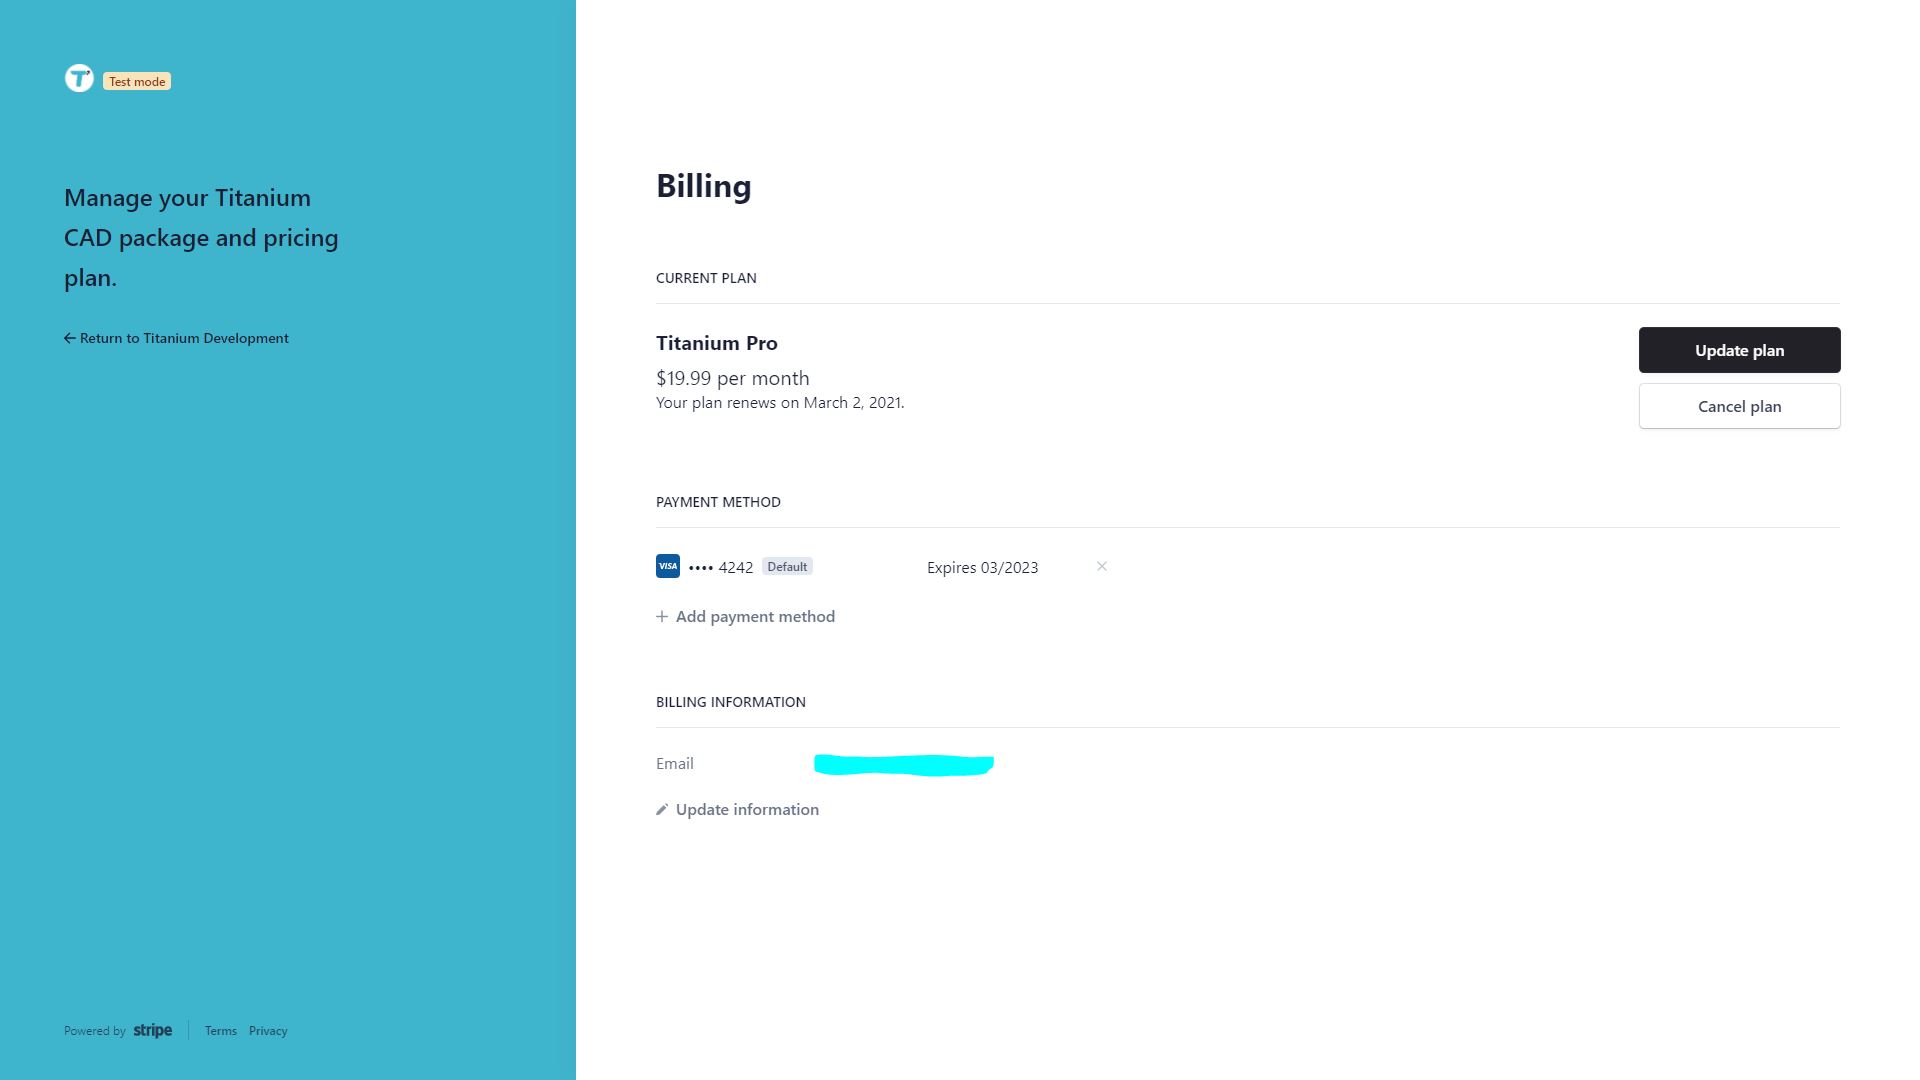 T
Test mode
Manage your Titanium
CAD package and pricing
plan.
Return to Titanium Development
Powered by stripe
Terms Privacy
Billing
CURRENT PLAN
Titanium Pro
$19.99 per month
Your plan renews on March 2, 2021.
Update plan
Cancel plan
PAYMENT METHOD
VISA •••• 4242 Default Expires 03/2023
Add payment method
BILLING INFORMATION
Email
Update information